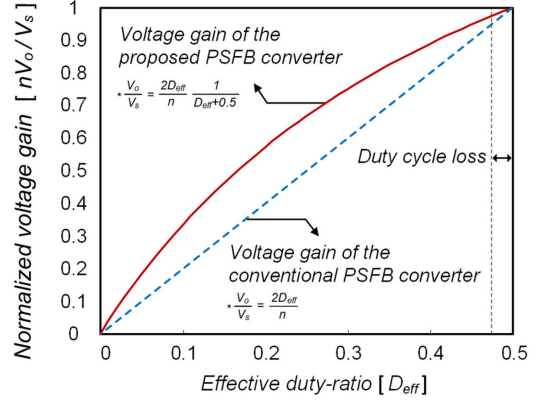 Normalized voltage gain [ nVo/Vs ]
1
0.9
0.8
0.7
0.6
0.5
0.4
0.3
0.2
0.1
0
Voltage gain of the
proposed PSFB converter
* Vo/Vs = 2Deff/n 1/Deff+0.5
Duty cycle loss
Voltage gain of the
conventional PSFB converter
* Vo/Vs = 2Deff/n
0 0.1 0.2 0.3 0.4 0.5
Effective duty-ratio [ Deff ]